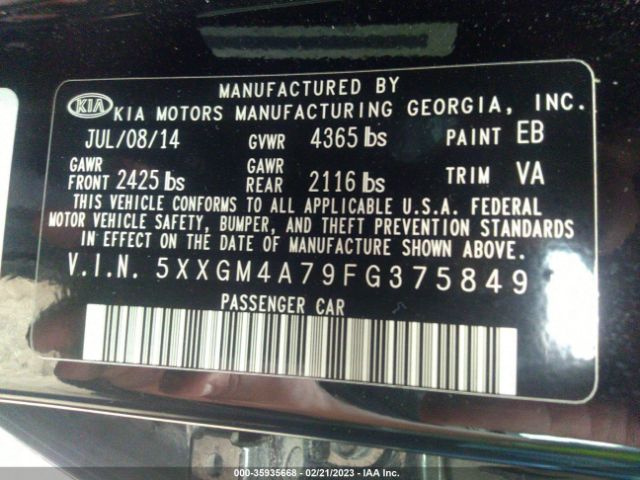 MANUFACTURED BY
KIA KIA MOTORS MANUFACTURING GEORGIA, INC.
JUL/08/14 GVWR 4365 lbs PAINT EB
GAWR FRONT 2425 lbs GAWR REAR 2116 lbs TRIM VA
THIS VEHICLE CONFORMS TO ALL APPLICABLE U.S.A. FEDERAL
MOTOR VEHICLE SAFETY, BUMPER, AND THEFT PREVENTION STANDARDS
IN EFFECT ON THE DATE OF MANUFACTURE SHOWN ABOVE.
V.I.N. 5XXGM4A79FG375849
PASSENGER CAR
000-35935668 - 02/21/2023 - IAA Inc.